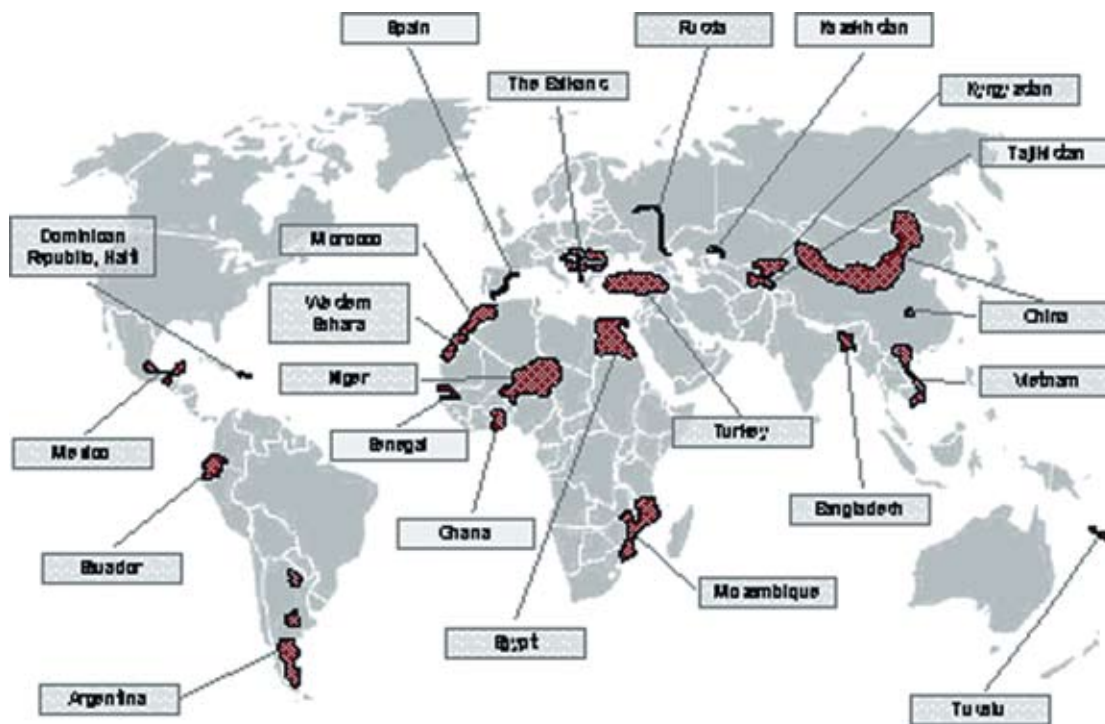 Spain
Russia
Kazakhstan
The Balkans
Kyrgyzstan
Tajikistan
Dominican
Republic, Haiti
Morocco
Western
Sahara
China
Niger
Vietnam
Senegal
Turkey
Mexico
Bangladesh
Ghana
Ecuador
Mozambique
Egypt
Argentina
Tuvalu